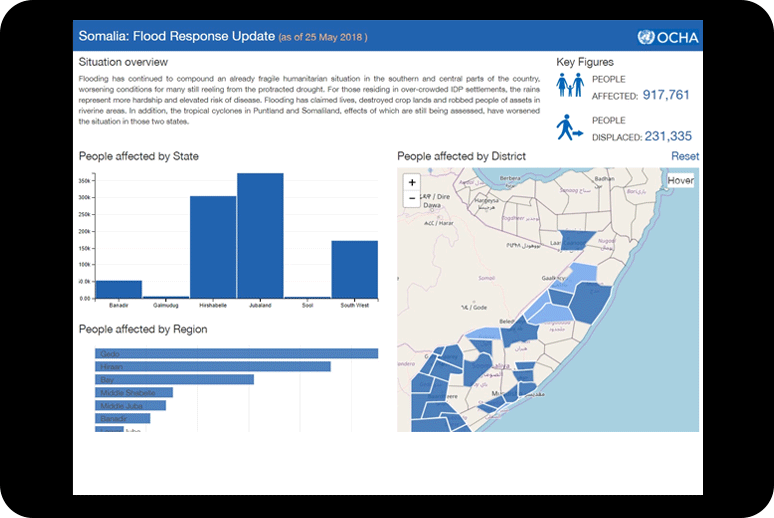 Somalia: Flood Response Update (as of 25 May 2018 )
OCHA
Situation overview
Flooding has continued to compound an already fragile humanitarian situation in the southern and central parts of the country,
worsening conditions for many still reeling from the protracted drought. For those residing in over-crowded IDP settlements, the rains
represent more hardship and elevated risk of disease. Flooding has claimed lives, destroyed crop lands and robbed people of assets in
riverine areas. In addition, the tropical cyclones in Puntland and Somaliland, effects of which are still being assessed, have worsened
the situation in those two states.
Key Figures
PEOPLE
AFFECTED: 917,761
PEOPLE
DISPLACED: 231,335
People affected by State
350k
300k
250k
200k
150k
100k
0.00
Banadir Galmudug Hirshabelle Jubaland Sool South West
People affected by Region
Gedo
Hiraan
Bay
Middle Shabelle
Middle Juba
Banadir
People affected by District
Reset
+
−
Hover
Berbera
Badhan
Hargeysa
/ Dire
Dawa
/ Harar
Togdheer
Sanaag
Bari
Nugaal
Laas
Somali
Gaalkacyo
/ Gode
Beled